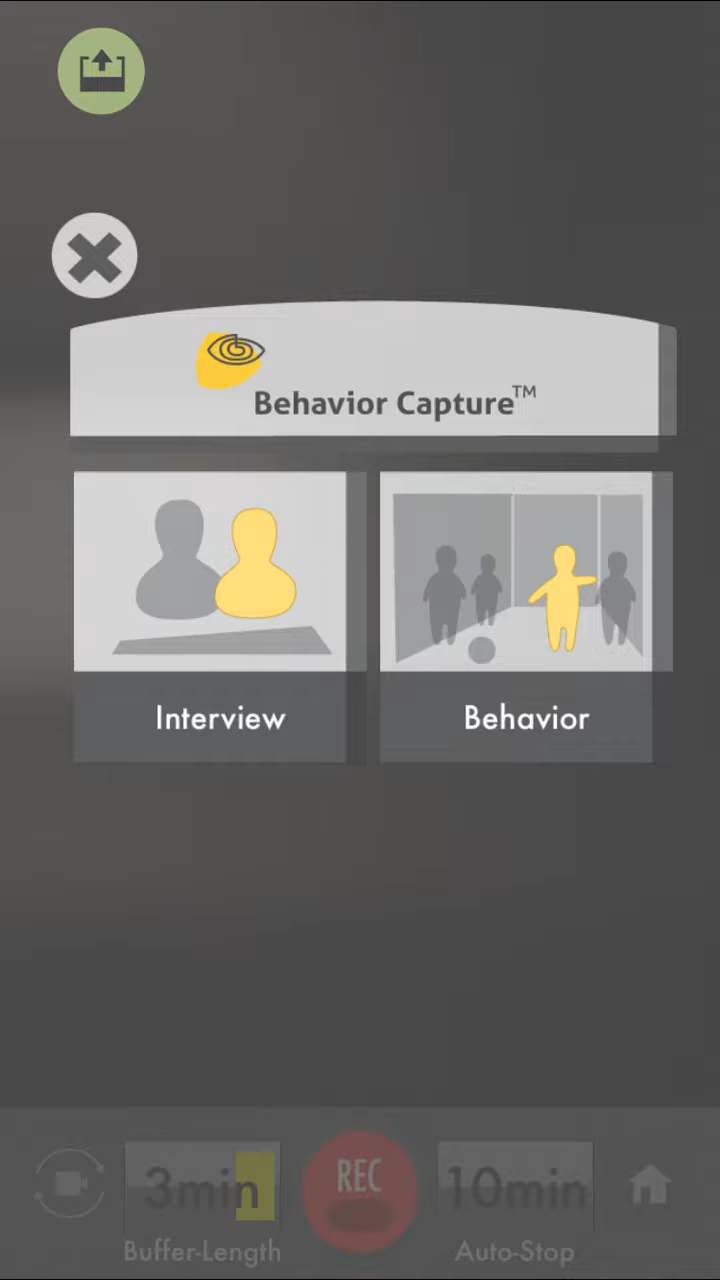 Behavior Capture™
Interview
Behavior
3min
REC
10min
Buffer-Length
Auto-Stop